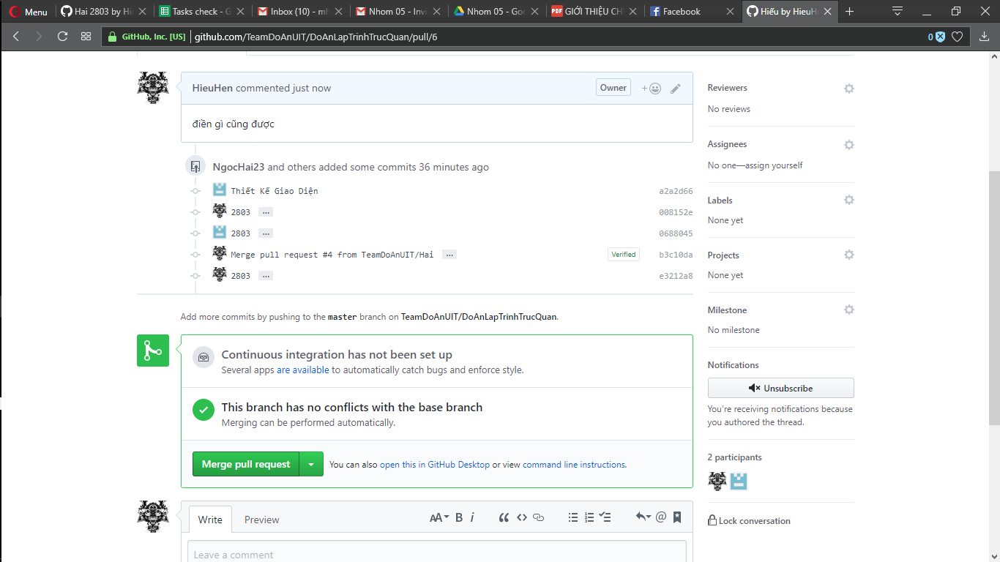 Menu
Hai 2803 by Hi
Tasks check - G
Inbox (10) - mh
Nhom 05 - Invi
Nhom 05 - Goo
PDF GIỚI THIỆU CH
Facebook
Hiếu by HieuH
GitHub, Inc. [US] github.com/TeamDoAnUIT/DoAnLapTrinhTrucQuan/pull/6 0
HieuHen commented just now Owner
điền gì cũng được
NgocHai23 and others added some commits 36 minutes ago
Thiết Kế Giao Diện a2a2d66
2803 … 008152e
2803 … 0688045
Merge pull request #4 from TeamDoAnUIT/Hai … Verified b3c10da
2803 … e3212a8
Add more commits by pushing to the master branch on TeamDoAnUIT/DoAnLapTrinhTrucQuan.
Continuous integration has not been set up
Several apps are available to automatically catch bugs and enforce style.
This branch has no conflicts with the base branch
Merging can be performed automatically.
Merge pull request You can also open this in GitHub Desktop or view command line instructions.
Write Preview AA B i
Leave a comment
Reviewers
No reviews
Assignees
No one—assign yourself
Labels
None yet
Projects
None yet
Milestone
No milestone
Notifications
Unsubscribe
You're receiving notifications because
you authored the thread.
2 participants
Lock conversation